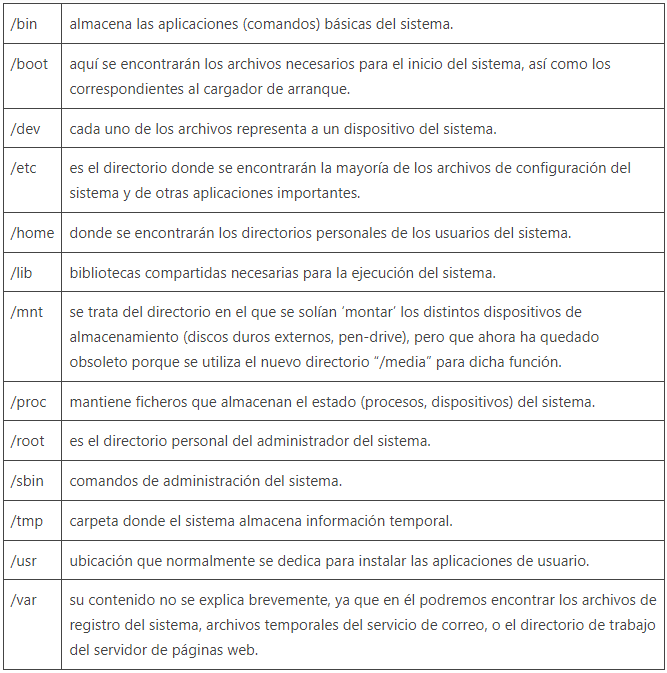 /bin almacena las aplicaciones (comandos) básicas del sistema.
/boot aquí se encontrarán los archivos necesarios para el inicio del sistema, así como los
correspondientes al cargador de arranque.
/dev cada uno de los archivos representa a un dispositivo del sistema.
/etc es el directorio donde se encontrarán la mayoría de los archivos de configuración del
sistema y de otras aplicaciones importantes.
/home donde se encontrarán los directorios personales de los usuarios del sistema.
/lib bibliotecas compartidas necesarias para la ejecución del sistema.
/mnt se trata del directorio en el que se solían ‘montar’ los distintos dispositivos de
almacenamiento (discos duros externos, pen-drive), pero que ahora ha quedado
obsoleto porque se utiliza el nuevo directorio “/media” para dicha función.
/proc mantiene ficheros que almacenan el estado (procesos, dispositivos) del sistema.
/root es el directorio personal del administrador del sistema.
/sbin comandos de administración del sistema.
/tmp carpeta donde el sistema almacena información temporal.
/usr ubicación que normalmente se dedica para instalar las aplicaciones de usuario.
/var su contenido no se explica brevemente, ya que en él podremos encontrar los archivos de
registro del sistema, archivos temporales del servicio de correo, o el directorio de trabajo
del servidor de páginas web.